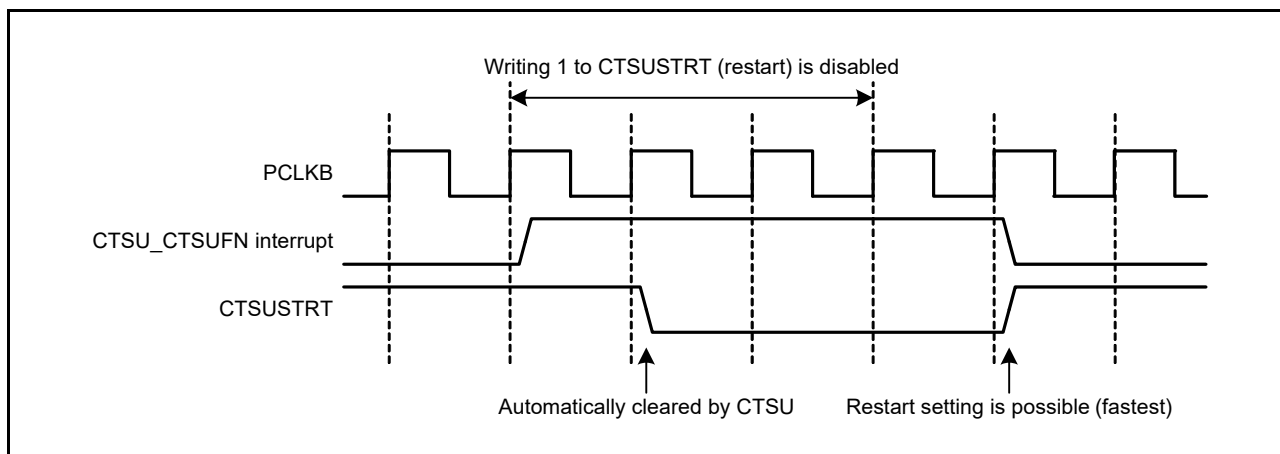 Writing 1 to CTSUSTRT (restart) is disabled
PCLKB
CTSU_CTSUFN interrupt
CTSUSTRT
Automatically cleared by CTSU
Restart setting is possible (fastest)